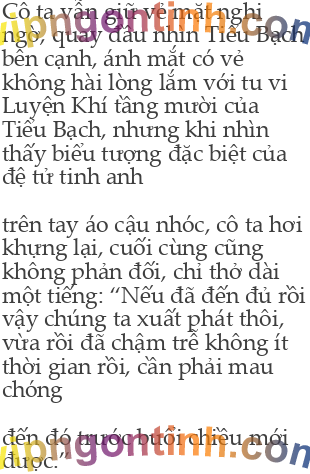 Cô ta vẫn giữ vẻ mặt nghi
ngờ, quay đầu nhìn Tiểu Bạch
bên cạnh, ánh mắt có vẻ
không hài lòng lắm với tu vi
Luyện Khí tầng mười của
Tiểu Bạch, nhưng khi nhìn
thấy biểu tượng đặc biệt của
đệ tử tinh anh
trên tay áo cậu nhóc, cô ta hơi
khựng lại, cuối cùng cũng
không phản đối, chỉ thở dài
một tiếng: “Nếu đã đến đủ rồi
vậy chúng ta xuất phát thôi,
vừa rồi đã chậm trễ không ít
thời gian rồi, cần phải mau
chóng
đến đó trước buổi chiều mới
được.”
vipngontinh.com
vipngontinh.com